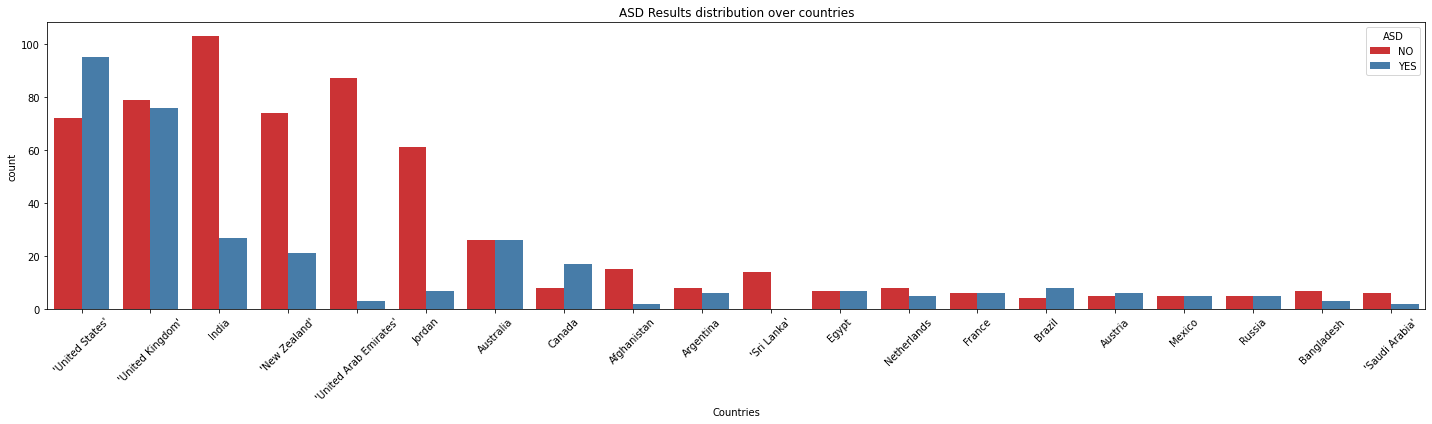 ASD Results distribution over countries
ASD
NO
YES
count
100
80
60
40
20
0
'United States'
'United Kingdom'
India
'New Zealand'
'United Arab Emirates'
Jordan
Australia
Canada
Afghanistan
Argentina
'Sri Lanka'
Egypt
Netherlands
France
Brazil
Austria
Mexico
Russia
Bangladesh
'Saudi Arabia'
Countries